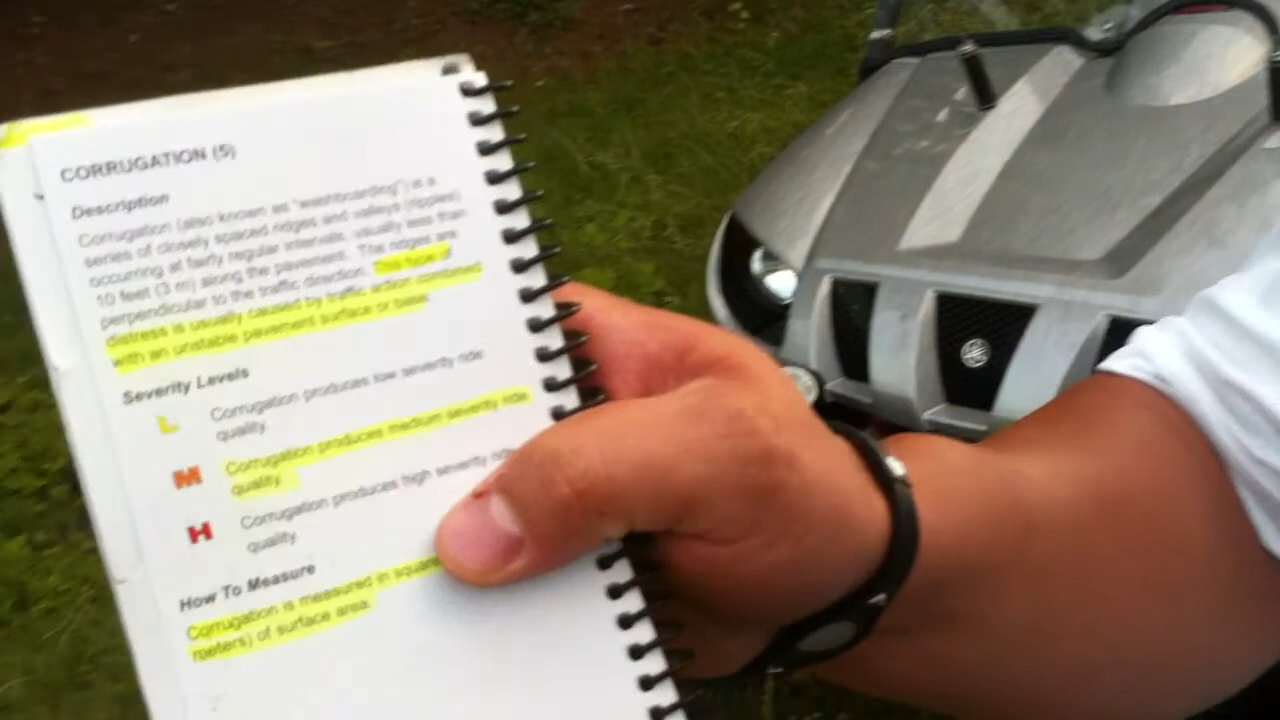 CORRUGATION (5)
Description
Corrugation (also known as "washboarding") is a
series of closely spaced ridges and valleys (ripples)
occurring at fairly regular intervals, usually less than
10 feet (3 m) along the pavement. The ridges are
perpendicular to the traffic direction. This type of
distress is usually caused by traffic action combined
with an unstable pavement surface or base.
Severity Levels
L Corrugation produces low severity ride
quality.
M Corrugation produces medium severity ride
quality.
H Corrugation produces high severity ride
quality.
How To Measure
Corrugation is measured in square
meters) of surface area.